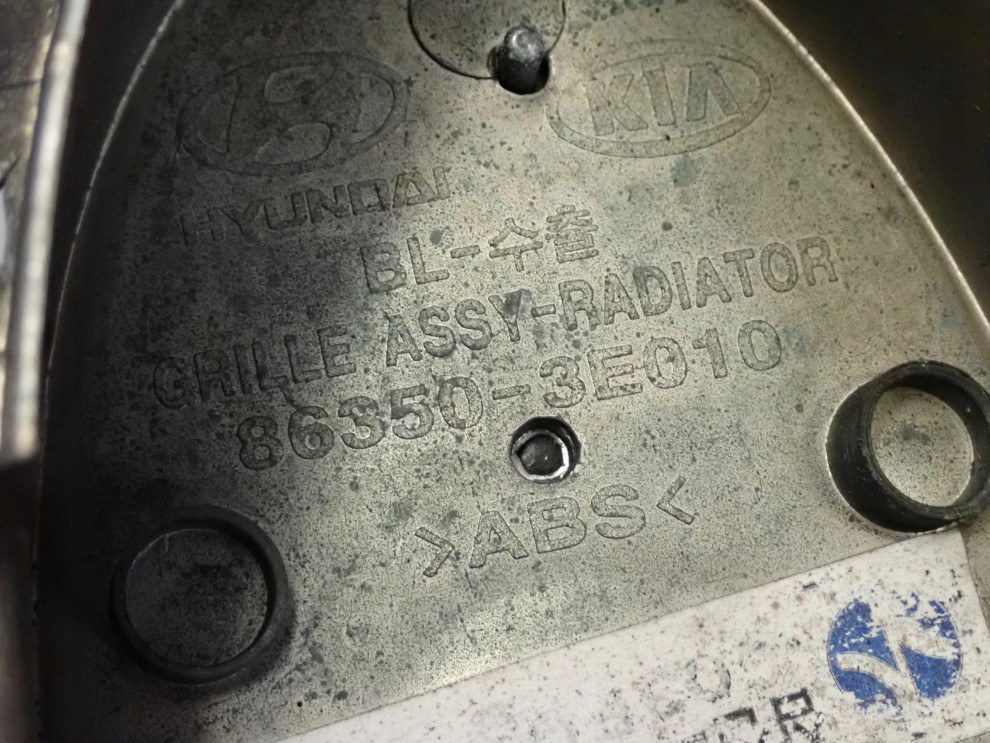 KIA
HYUNDAI
BL-수출
GRILLE ASSY-RADIATOR
86350-3E010
>ABS<